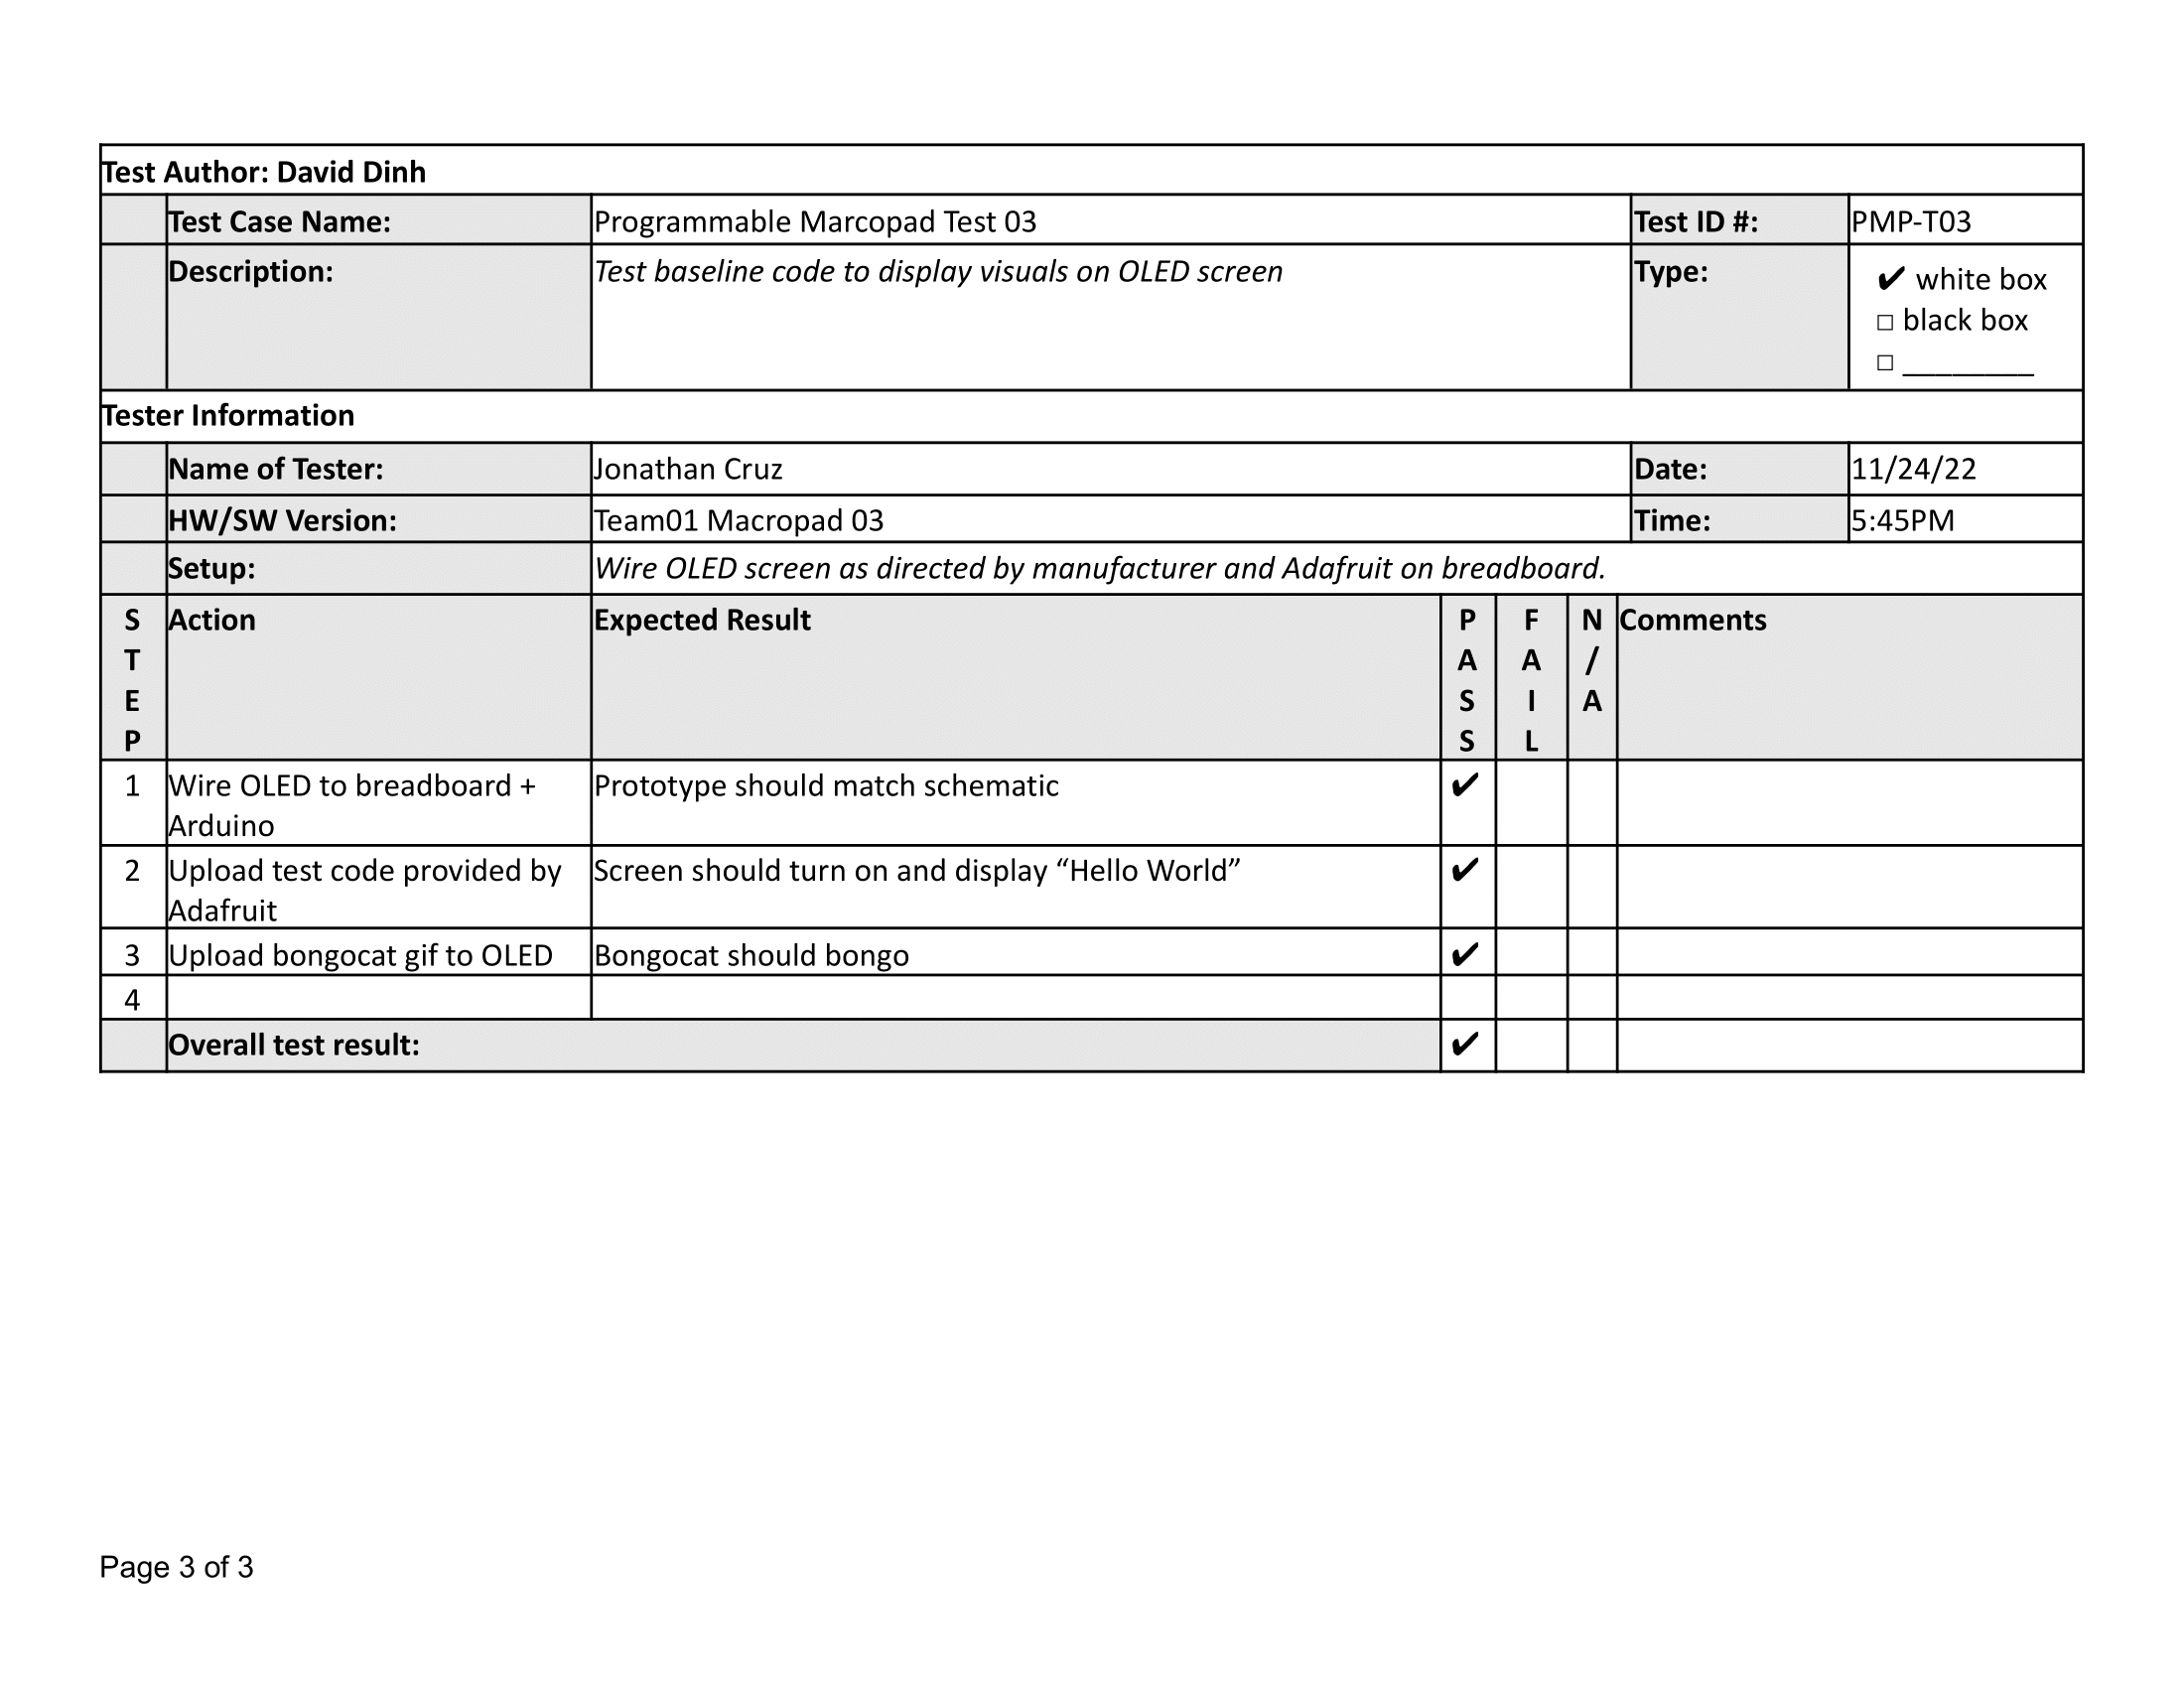 Test Author: David Dinh
Test Case Name: Programmable Marcopad Test 03 Test ID #: PMP-T03
Description: Test baseline code to display visuals on OLED screen Type: ✔ white box
□ black box
□ ________
Tester Information
Name of Tester: Jonathan Cruz Date: 11/24/22
HW/SW Version: Team01 Macropad 03 Time: 5:45PM
Setup: Wire OLED screen as directed by manufacturer and Adafruit on breadboard.
STEP Action Expected Result PASS FAIL N/A Comments
1 Wire OLED to breadboard + Prototype should match schematic ✔
Arduino
2 Upload test code provided by Screen should turn on and display “Hello World” ✔
Adafruit
3 Upload bongocat gif to OLED Bongocat should bongo ✔
4
Overall test result: ✔
Page 3 of 3